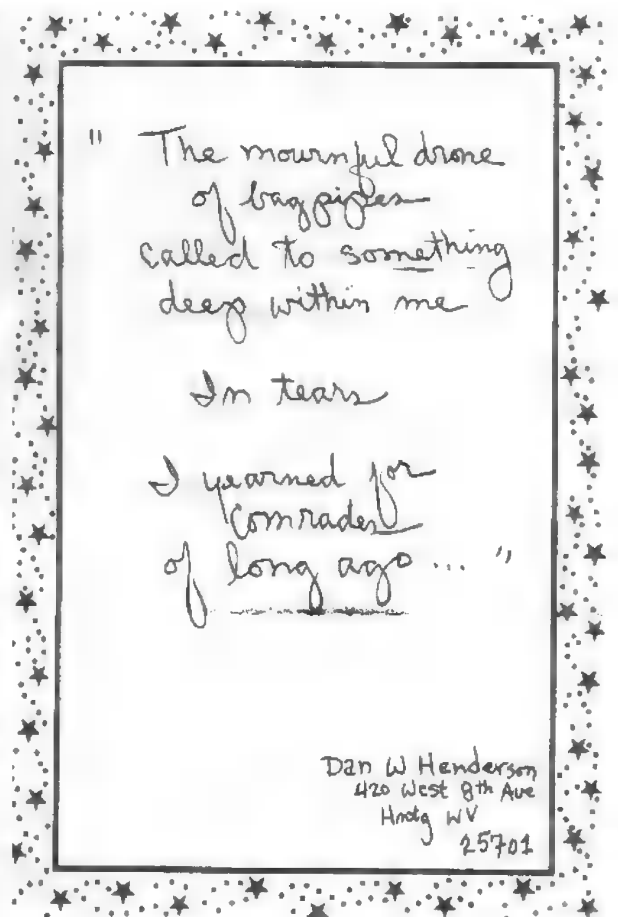 " The mournful drone
of bagpipes
called to something
deep within me
In tears
I yearned for
comrades
of long ago ... "
Dan W Henderson
420 West 8th Ave
Hntg WV
25701